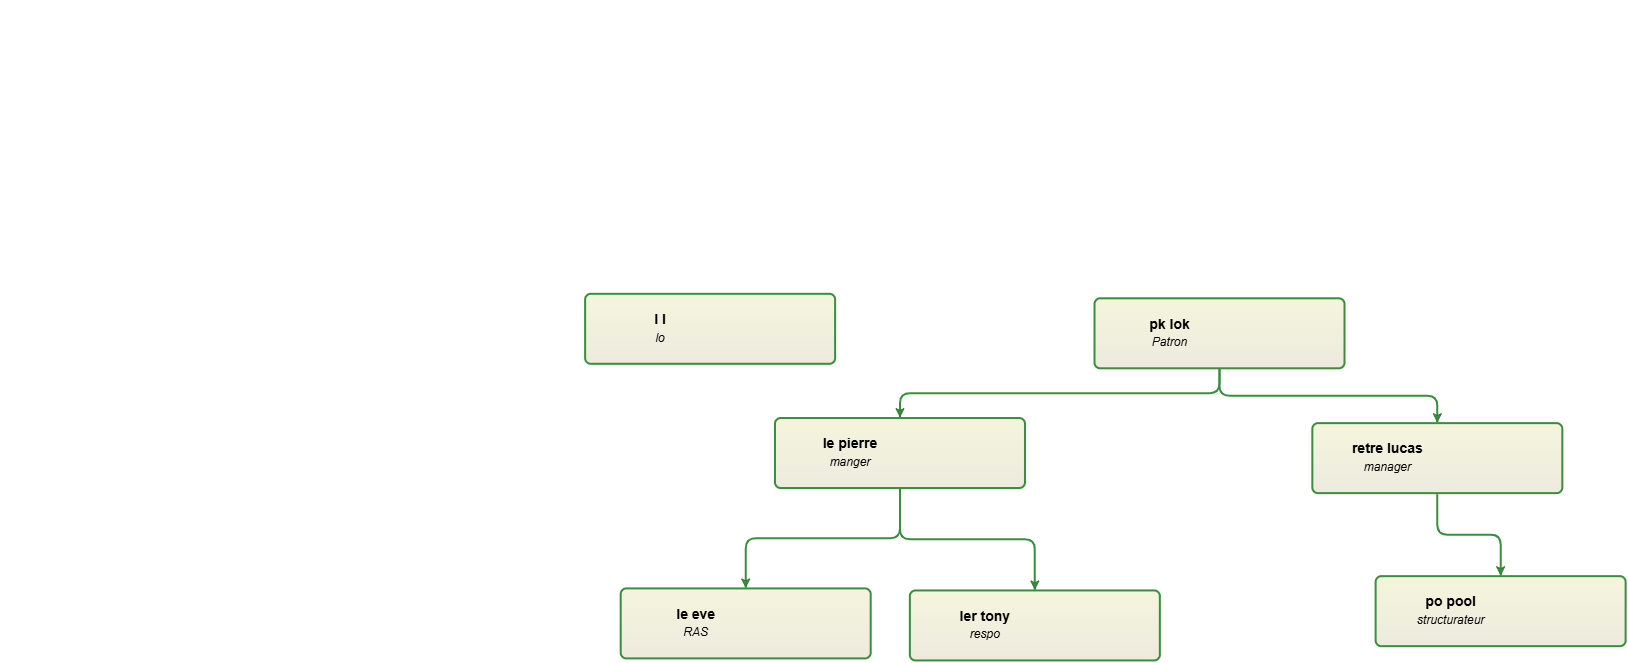 l l
lo
pk lok
Patron
le pierre
manger
retre lucas
manager
le eve
RAS
ler tony
respo
po pool
structurateur